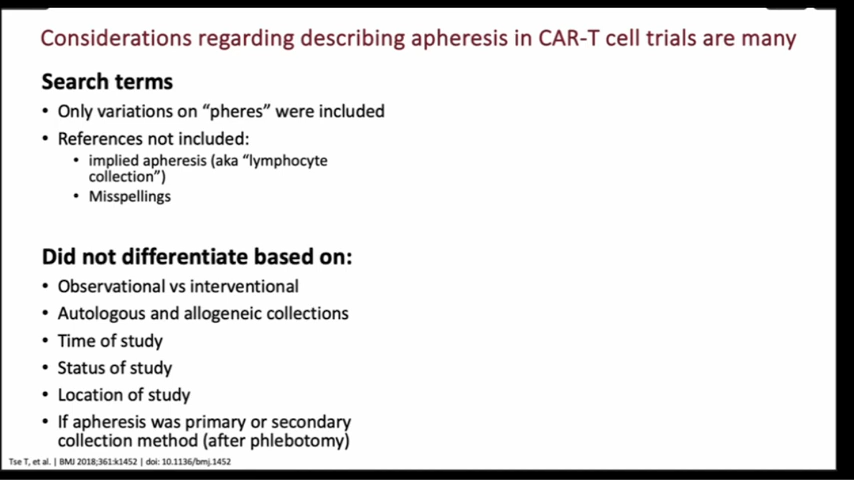 Considerations regarding describing apheresis in CAR-T cell trials are many
Search terms
• Only variations on “pheres” were included
• References not included:
• implied apheresis (aka “lymphocyte
collection”)
• Misspellings
Did not differentiate based on:
• Observational vs interventional
• Autologous and allogeneic collections
• Time of study
• Status of study
• Location of study
• If apheresis was primary or secondary
collection method (after phlebotomy)
Tse T, et al. | BMJ 2018;361:k1452 | doi: 10.1136/bmj.1452